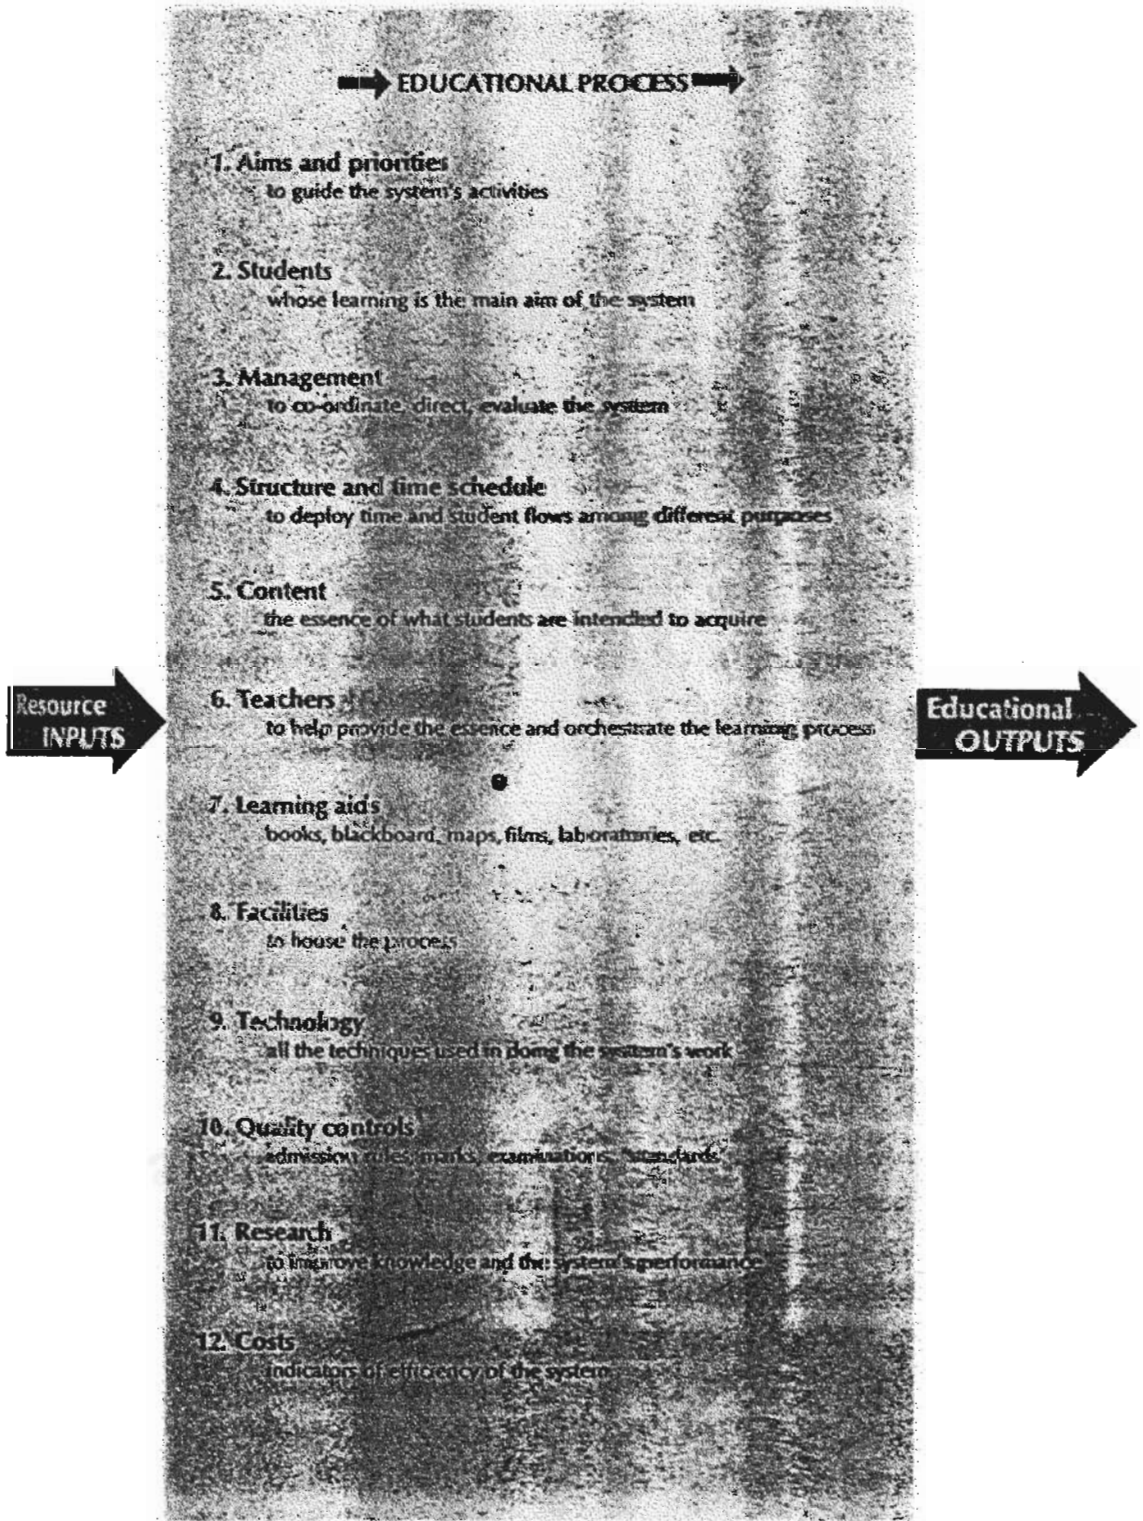 EDUCATIONAL PROCESS
1. Aims and priorities
to guide the system's activities
2. Students
whose learning is the main aim of the system
3. Management
to co-ordinate, direct, evaluate the system
4. Structure and time schedule
to deploy time and student flows among different purposes
5. Content
the essence of what students are intended to acquire
Resource
INPUTS
6. Teachers
to help provide the essence and orchestrate the learning process
Educational
OUTPUTS
7. Learning aids
books, blackboard, maps, films, laboratories, etc.
8. Facilities
to house the process
9. Technology
all the techniques used in doing the system's work
10. Quality controls
admission rules, marks, examinations, "standards"
11. Research
to improve knowledge and the system's performance
12. Costs
indicators of efficiency of the system